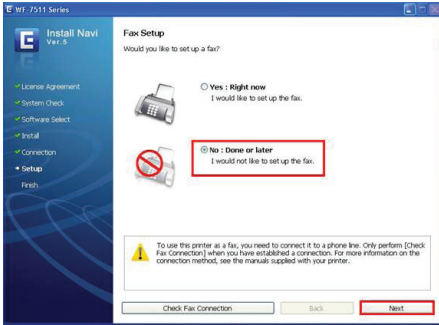 WF-7511 Series
Install Navi
Ver.5
License Agreement
System Check
Software Select
Install
Connection
Setup
Finish
Fax Setup
Would you like to set up a fax?
Yes : Right now
I would like to set up the fax.
No : Done or later
I would not like to set up the fax.
To use this printer as a fax, you need to connect it to a phone line. Only perform [Check
Fax Connection] when you have established a connection. For more information on the
connection method, see the manuals supplied with your printer.
Check Fax Connection
Back
Next